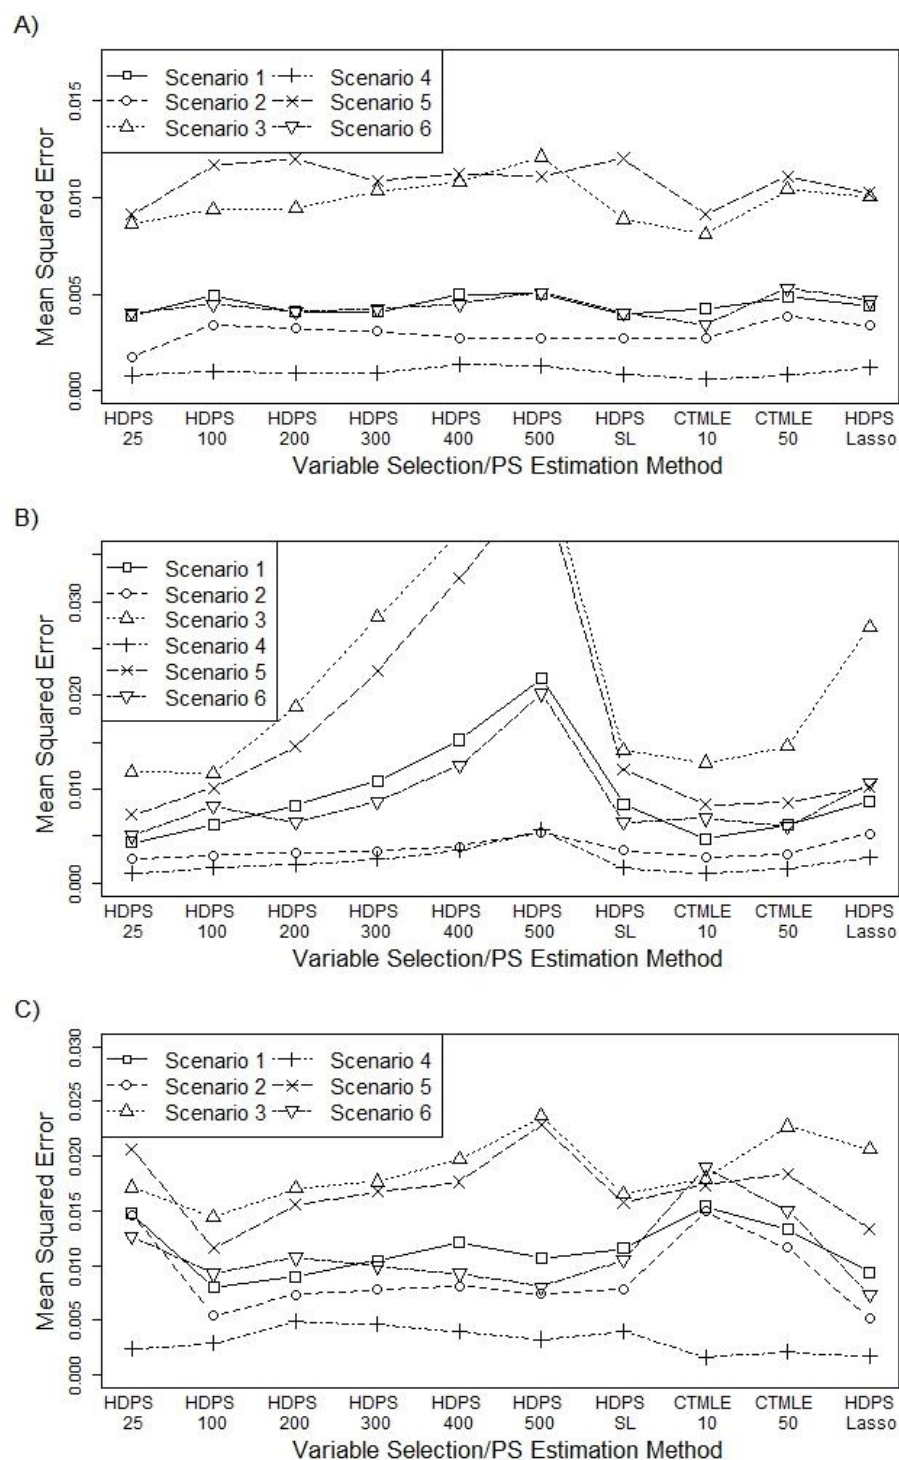 A)
Scenario 1
Scenario 4
Scenario 2
Scenario 5
Scenario 3
Scenario 6
Mean Squared Error
0.015
0.010
0.005
0.000
HDPS 25
HDPS 100
HDPS 200
HDPS 300
HDPS 400
HDPS 500
HDPS SL
CTMLE 10
CTMLE 50
HDPS Lasso
Variable Selection/PS Estimation Method
B)
Scenario 1
Scenario 2
Scenario 3
Scenario 4
Scenario 5
Scenario 6
Mean Squared Error
0.030
0.020
0.010
0.000
HDPS 25
HDPS 100
HDPS 200
HDPS 300
HDPS 400
HDPS 500
HDPS SL
CTMLE 10
CTMLE 50
HDPS Lasso
Variable Selection/PS Estimation Method
C)
Scenario 1
Scenario 4
Scenario 2
Scenario 5
Scenario 3
Scenario 6
Mean Squared Error
0.030
0.025
0.020
0.015
0.010
0.005
0.000
HDPS 25
HDPS 100
HDPS 200
HDPS 300
HDPS 400
HDPS 500
HDPS SL
CTMLE 10
CTMLE 50
HDPS Lasso
Variable Selection/PS Estimation Method